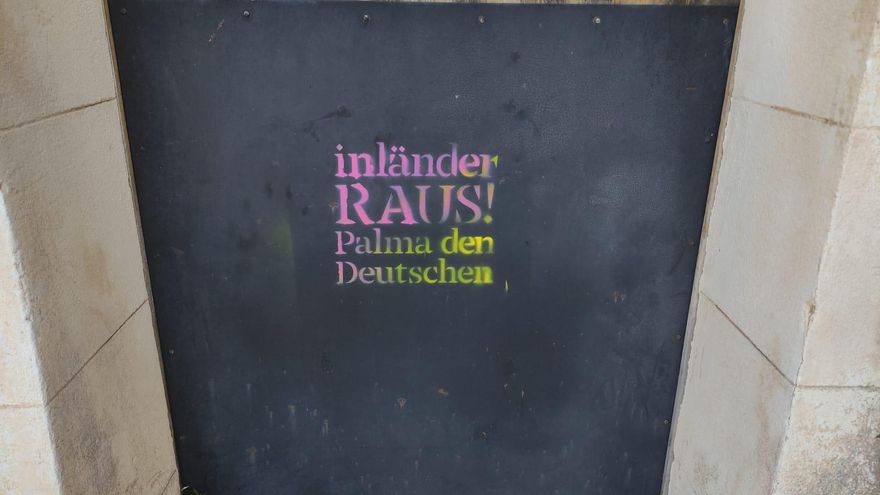 inländer
RAUS!
Palma den
Deutschen